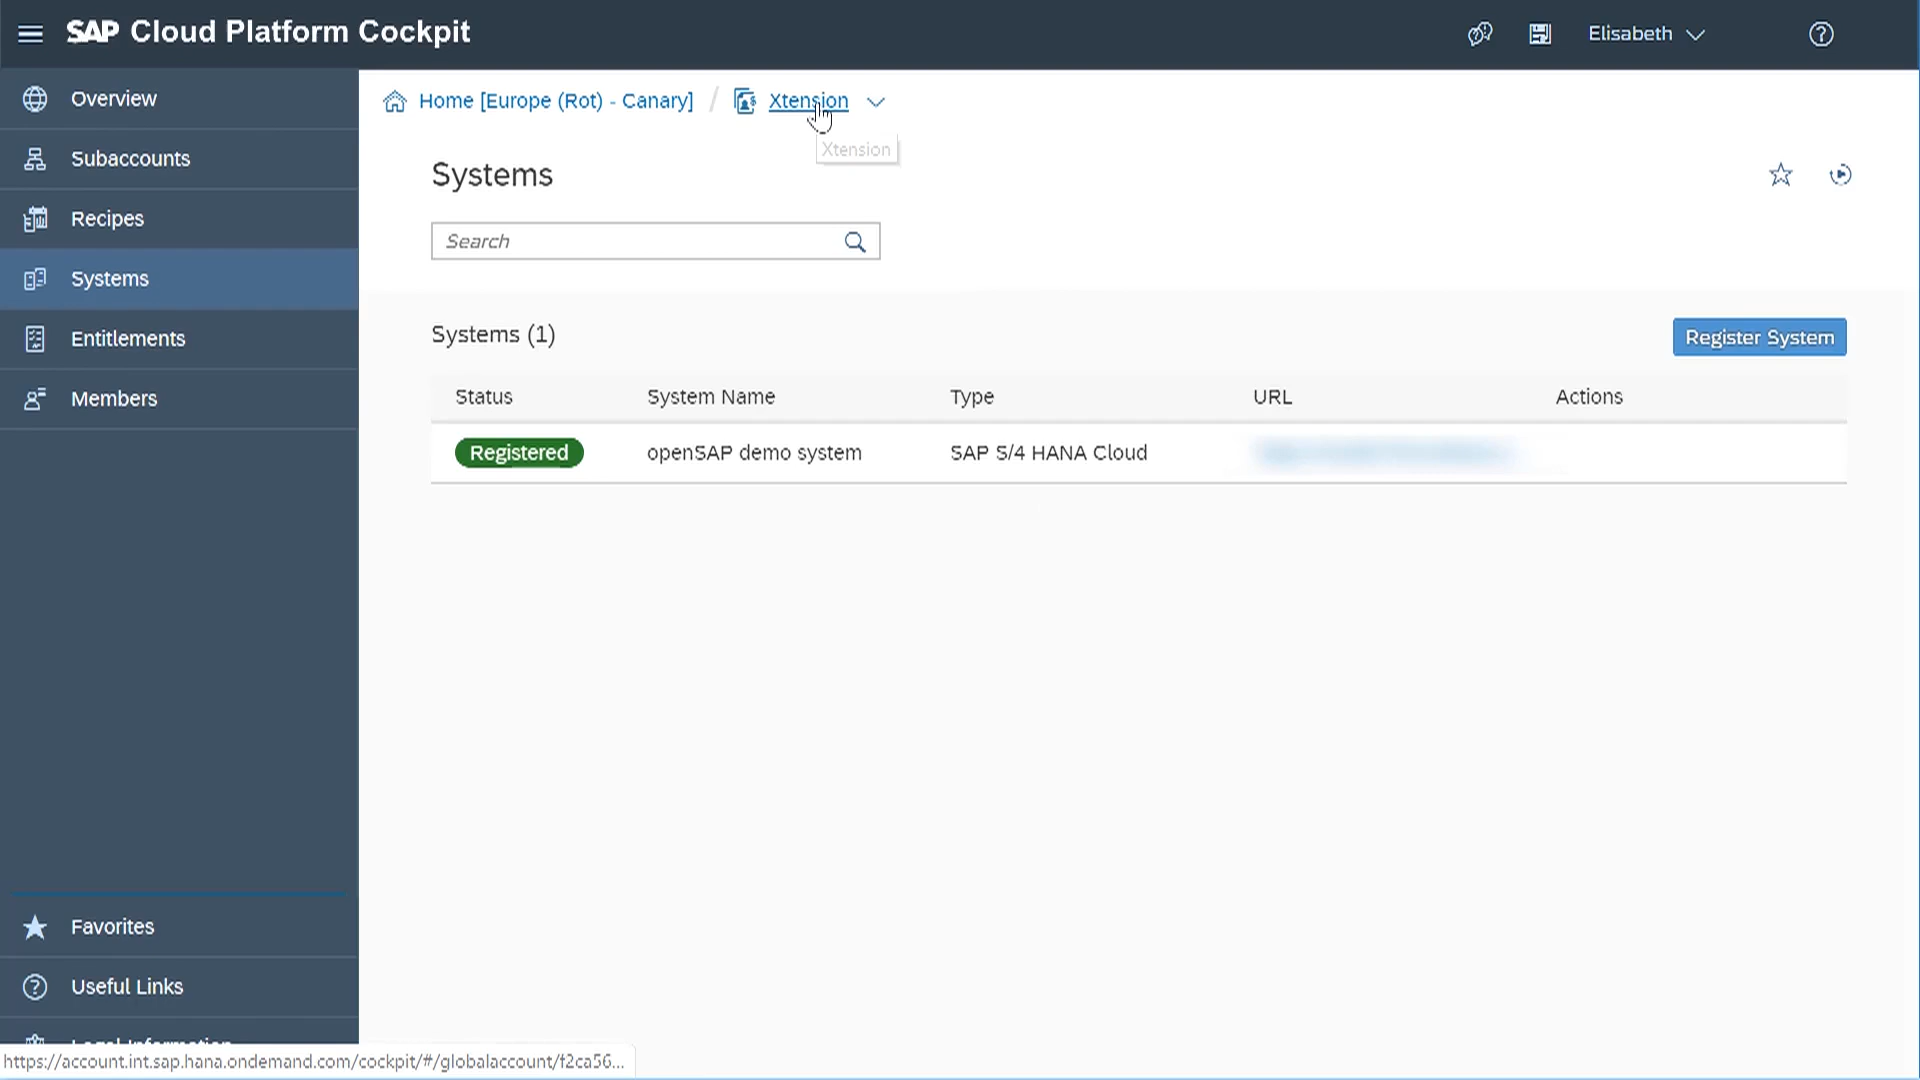 SAP Cloud Platform Cockpit
Elisabeth
Overview
Subaccounts
Recipes
Systems
Entitlements
Members
Favorites
Useful Links
Legal Information
Home [Europe (Rot) - Canary] / Xtension
Xtension
Systems
Search
Systems (1)
Register System
Status System Name Type URL Actions
Registered openSAP demo system SAP S/4 HANA Cloud
https://account.int.sap.hana.ondemand.com/cockpit/#/globalaccount/f2ca56...